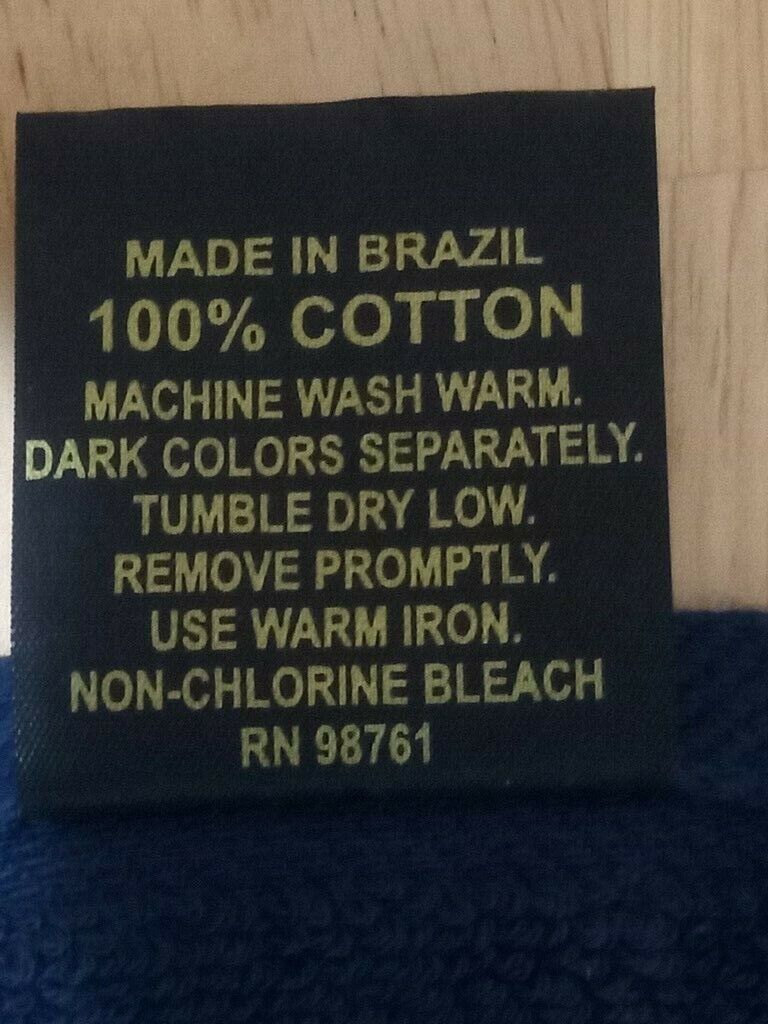 MADE IN BRAZIL
100% COTTON
MACHINE WASH WARM.
DARK COLORS SEPARATELY.
TUMBLE DRY LOW.
REMOVE PROMPTLY.
USE WARM IRON.
NON-CHLORINE BLEACH
RN 98761